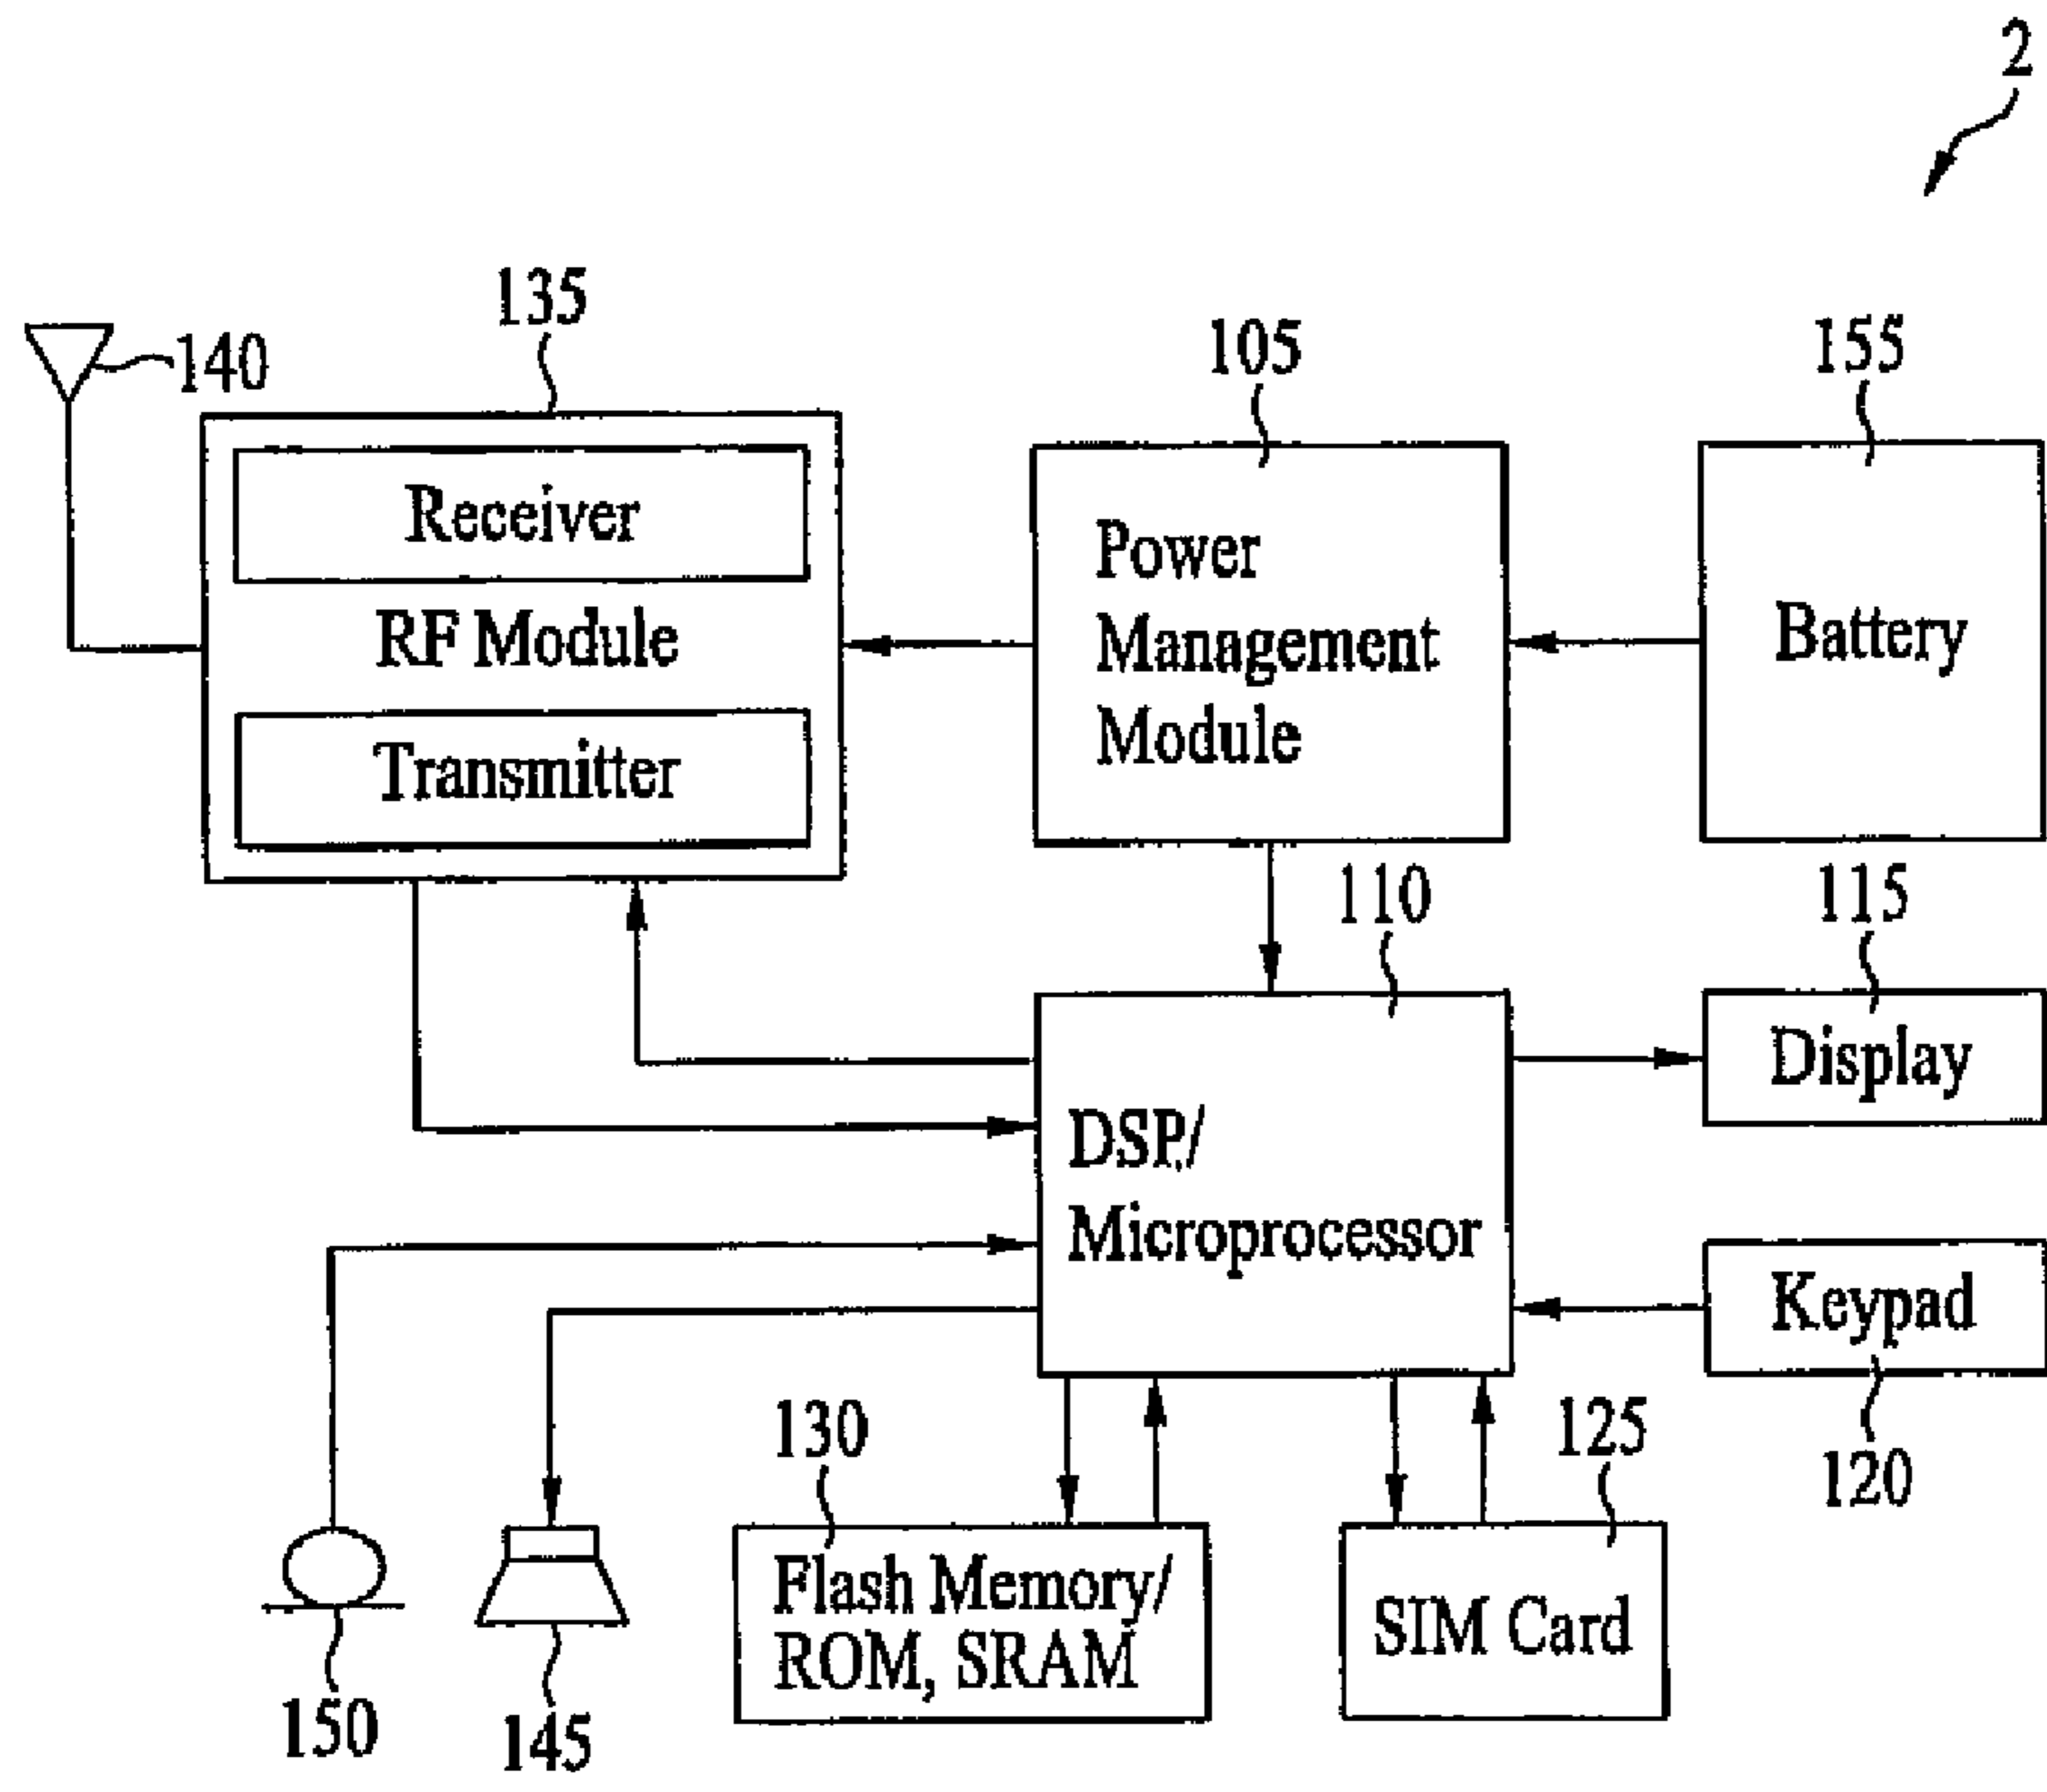 2
135
140
105
155
Receiver
RF Module
Transmitter
Power
Management
Module
Battery
110
115
Display
DSP/
Microprocessor
Keypad
120
130
125
Flash Memory/
ROM, SRAM
SIM Card
150
145